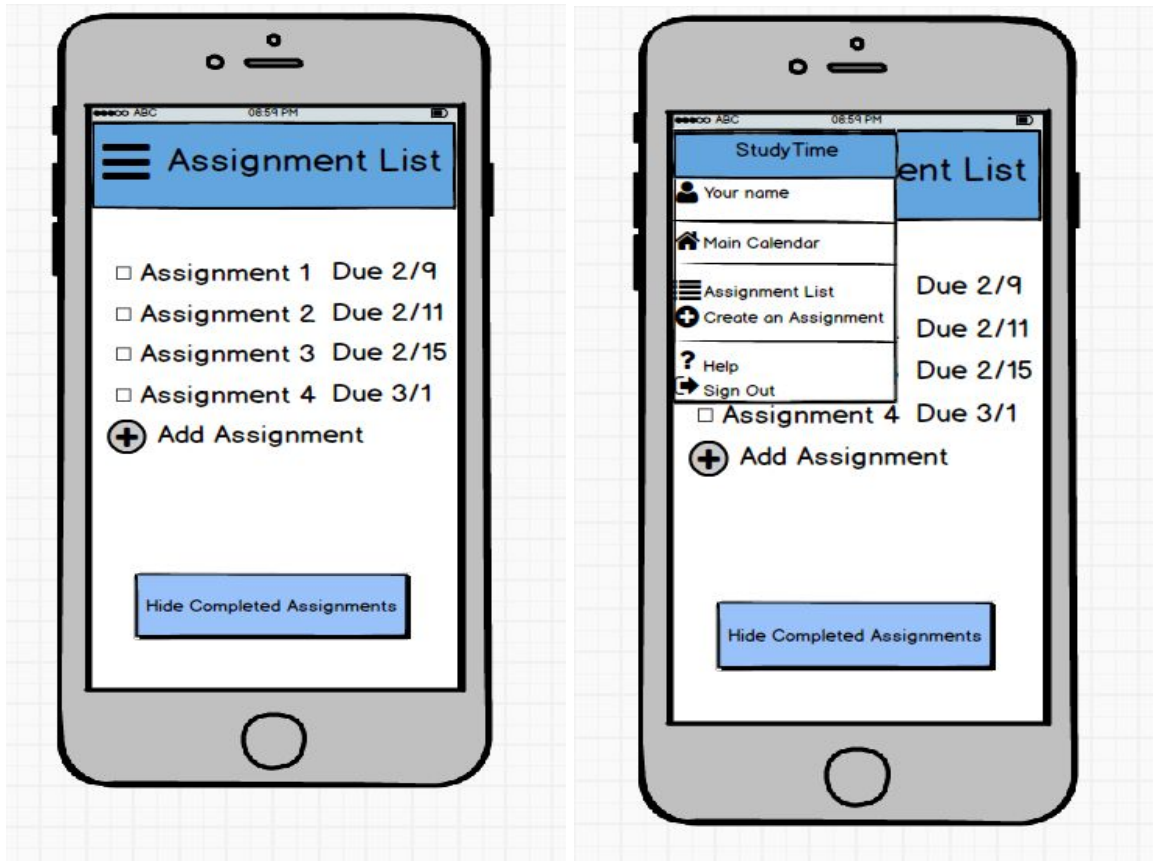 ABC 08:59 PM
Assignment List
Assignment 1 Due 2/9
Assignment 2 Due 2/11
Assignment 3 Due 2/15
Assignment 4 Due 3/1
Add Assignment
Hide Completed Assignments
ABC 08:59 PM
StudyTime
ent List
Your name
Main Calendar
Assignment List Due 2/9
Create an Assignment
Due 2/11
? Help Due 2/15
Sign Out
Assignment 4 Due 3/1
Add Assignment
Hide Completed Assignments